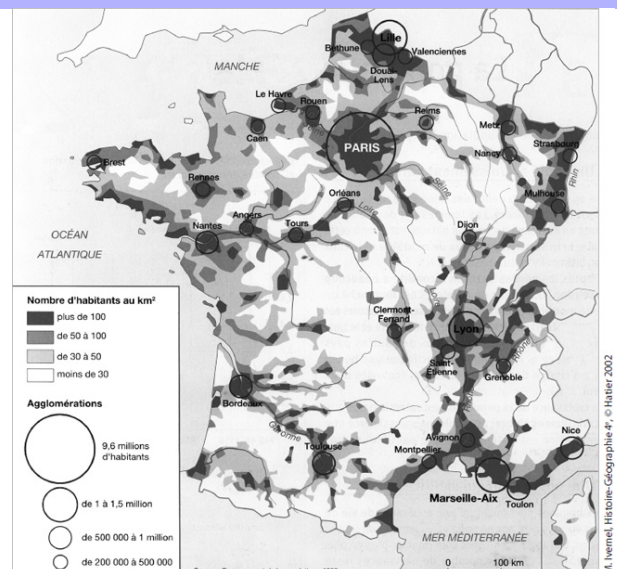 Lille
Béthune
Valenciennes
Douai-
Lens
MANCHE
Le Havre
Rouen
Reims
Caen
Metz
PARIS
Strasbourg
Nancy
Brest
Rhin
Rennes
Seine
Mulhouse
Orléans
Loire
Angers
Nantes
Tours
Dijon
OCÉAN
ATLANTIQUE
Loire
Nombre d'habitants au km²
plus de 100
de 50 à 100
de 30 à 50
moins de 30
Clermont-
Ferrand
Lyon
Saint-
Étienne
Rhône
Grenoble
Agglomérations
Bordeaux
9,6 millions
d'habitants
Garonne
Toulouse
Avignon
Nice
Montpellier
Marseille-Aix
Toulon
de 1 à 1,5 million
de 500 000 à 1 million
MER MÉDITERRANÉE
de 200 000 à 500 000
0 100 km
M. Ivernel, Histoire-Géographie 4e, © Hatier 2002